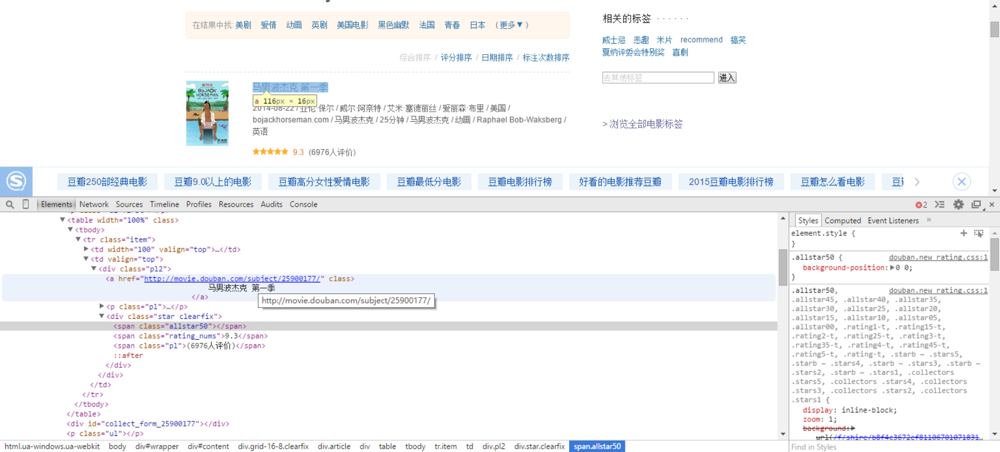 在结果中找: 美剧 爱情 动画 英剧 美国电影 黑色幽默 法国 青春 日本 (更多▼)
综合排序 / 评分排序 / 日期排序 / 标注次数排序
NETFLIX
BoJACK
HORSEMAN
22 AUG
马男波杰克 第一季
a 116px × 16px
2014-08-22 / 亚伦·保尔 / 威尔·阿奈特 / 艾米·塞德丽丝 / 爱丽森·布里 / 美国 /
bojackhorseman.com / 马男波杰克 / 25分钟 / 马男波杰克 / 动画 / Raphael Bob-Waksberg /
英语
★★★★★ 9.3 (6976人评价)
相关的标签 · · · · · ·
威士忌 恶趣 米片 recommend 搞笑
戛纳评委会特别奖 喜劇
去其他标签 进入
> 浏览全部电影标签
S 豆瓣250部经典电影 豆瓣9.0以上的电影 豆瓣高分女性爱情电影 豆瓣最低分电影 豆瓣电影排行榜 好看的电影推荐豆瓣 2015豆瓣电影排行榜 豆瓣怎么看电影
Elements Network Sources Timeline Profiles Resources Audits Console 2
▼<table width="100%" class>
▼<tbody>
▼<tr class="item">
▶<td width="100" valign="top">…</td>
▼<td valign="top">
▼<div class="pl2">
<a href="http://movie.douban.com/subject/25900177/" class>
马男波杰克 第一季
</a>
http://movie.douban.com/subject/25900177/
▶<p class="pl">…</p>
▼<div class="star clearfix">
<span class="allstar50"></span>
<span class="rating_nums">9.3</span>
<span class="pl">(6976人评价)</span>
::after
</div>
</div>
</td>
</tr>
</tbody>
</table>
<div id="collect_form_25900177"></div>
<p class="ul"></p>
html.ua-windows.ua-webkit body div#wrapper div#content div.grid-16-8.clearfix div.article div table tbody tr.item td div.pl2 div.star.clearfix span.allstar50
Styles Computed Event Listeners »
element.style {
}
.allstar50 { douban.new_rating.css:1
background-position:▶0 0;
}
.allstar50, douban.new_rating.css:1
.allstar45, .allstar40, .allstar35,
.allstar30, .allstar25, .allstar20,
.allstar15, .allstar10, .allstar05,
.allstar00, .rating1-t, .rating15-t,
.rating2-t, .rating25-t, .rating3-t,
.rating35-t, .rating4-t, .rating45-t,
.rating5-t, .rating-t, .starb ~ .stars5,
.starb ~ .stars4, .starb ~ .stars3, .starb ~
.stars2, .starb ~ .stars1, .collectors
.stars5, .collectors .stars4, .collectors
.stars3, .collectors .stars2, .collectors
.stars1 {
display: inline-block;
zoom: 1;
background:▶
url(/f/shire/b8f4c3672ef81106701071831…
Find in Styles